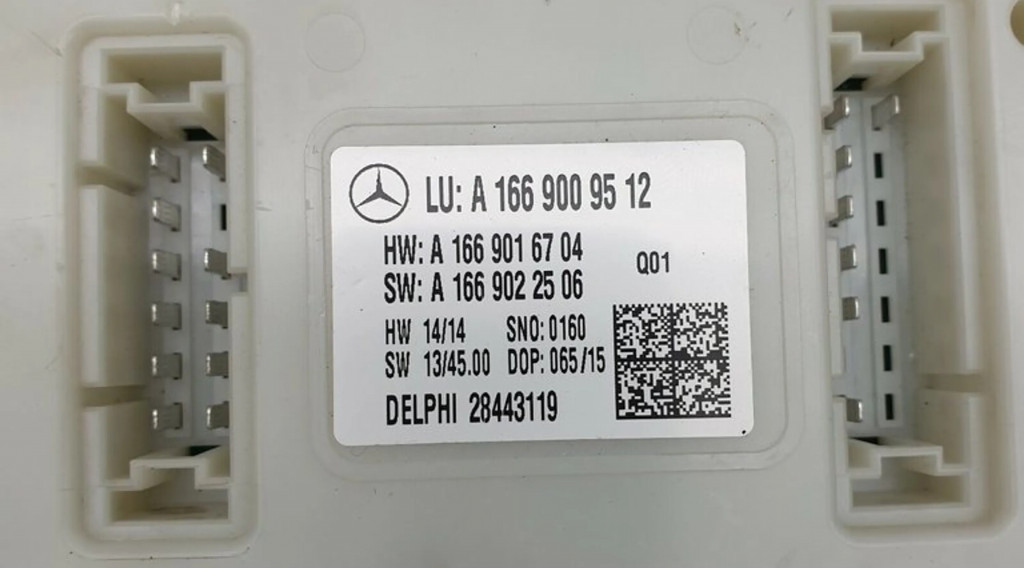 LU: A 166 900 95 12
HW: A 166 901 67 04
SW: A 166 902 25 06
Q01
HW 14/14 SNO: 0160
SW 13/45.00 DOP: 065/15
DELPHI 28443119